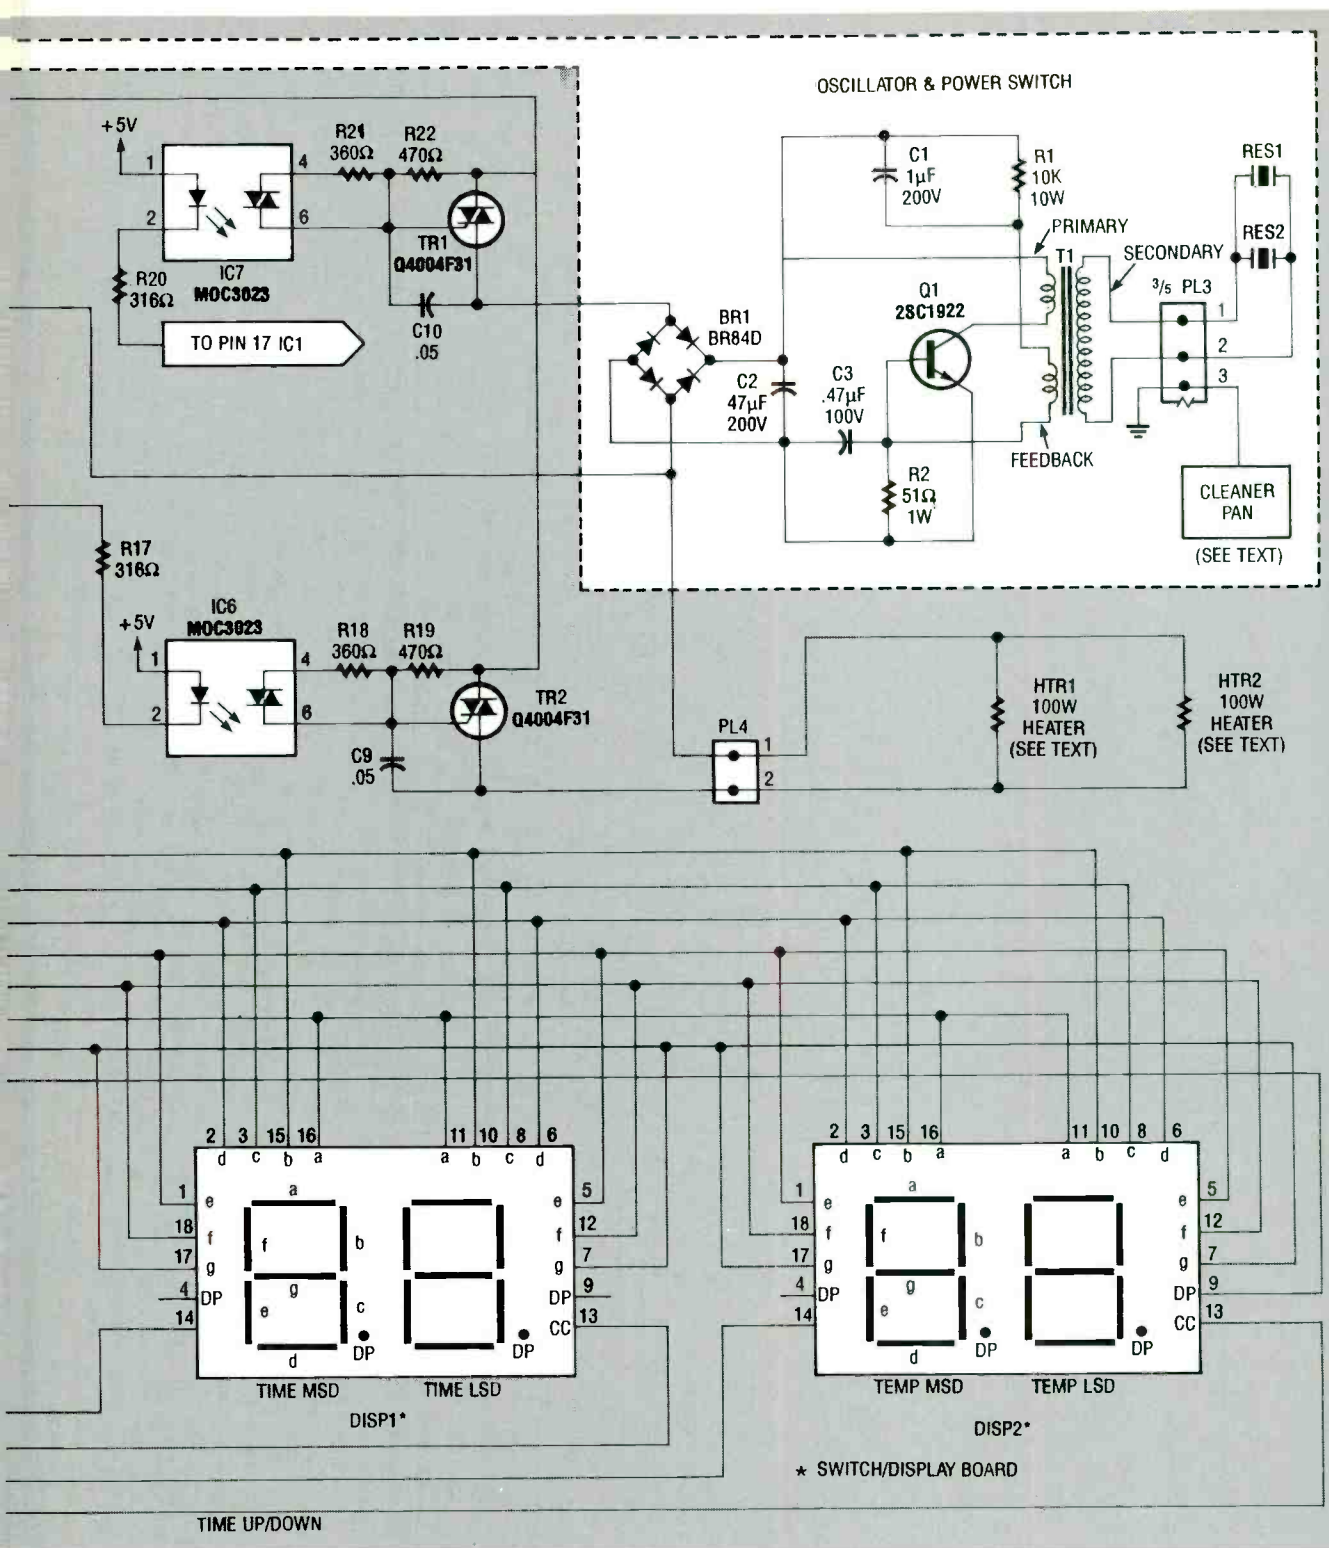 OSCILLATOR & POWER SWITCH
+5V
1
2
4
6
IC7
MOC3023
R21
360Ω
R22
470Ω
TR1
Q4004F31
R20
316Ω
TO PIN 17 IC1
C10
.05
BR1
BR84D
C1
1µF
200V
R1
10K
10W
PRIMARY
T1
SECONDARY
RES1
RES2
3/5 PL3
1
2
3
Q1
2SC1922
C2
47µF
200V
C3
.47µF
100V
R2
51Ω
1W
FEEDBACK
CLEANER
PAN
(SEE TEXT)
R17
316Ω
+5V
1
2
IC6
MOC3023
4
6
R18
360Ω
R19
470Ω
TR2
Q4004F31
C9
.05
PL4
1
2
HTR1
100W
HEATER
(SEE TEXT)
HTR2
100W
HEATER
(SEE TEXT)
2 3 15 16 11 10 8 6
d c b a a b c d
1 e
18 f
17 g
4 DP
14
a
f b
g
e c
d
DP
DP
e 5
f 12
g 7
DP 9
CC 13
TIME MSD TIME LSD
DISP1*
2 3 15 16 11 10 8 6
d c b a a b c d
1 e
18 f
17 g
4 DP
14
a
f b
g
e c
d
DP
DP
e 5
f 12
g 7
DP 9
CC 13
TEMP MSD TEMP LSD
DISP2*
* SWITCH/DISPLAY BOARD
TIME UP/DOWN